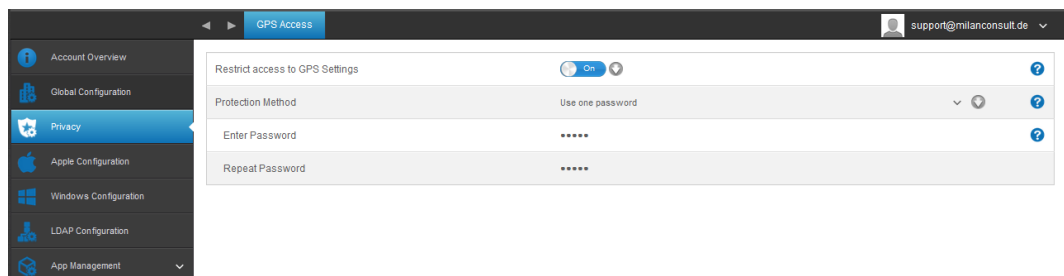 GPS Access
support@milanconsult.de
Account Overview
Global Configuration
Privacy
Apple Configuration
Windows Configuration
LDAP Configuration
App Management
Restrict access to GPS Settings
On
Protection Method
Use one password
Enter Password
•••••
Repeat Password
•••••